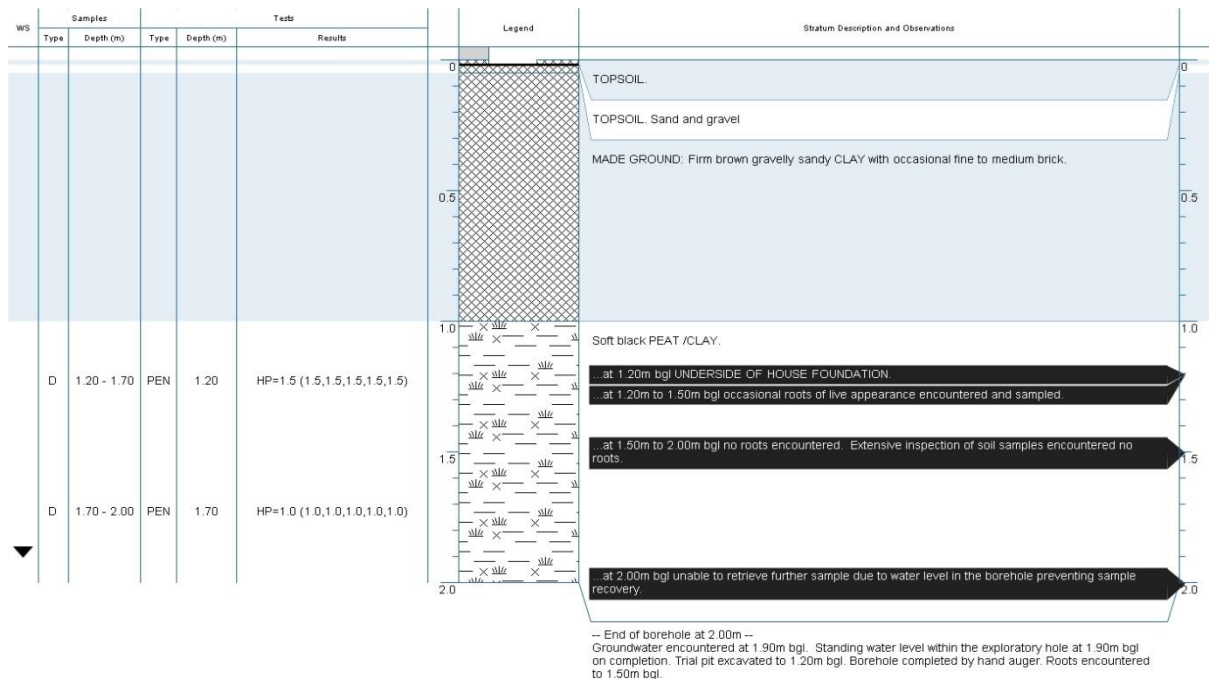 WS
Samples
Tests
Legend
Stratum Description and Observations
Type Depth (m) Type Depth (m) Results
0 0
TOPSOIL.
TOPSOIL. Sand and gravel
MADE GROUND: Firm brown gravelly sandy CLAY with occasional fine to medium brick.
0.5 0.5
1.0 1.0
Soft black PEAT /CLAY.
...at 1.20m bgl UNDERSIDE OF HOUSE FOUNDATION.
D 1.20 - 1.70 PEN 1.20 HP=1.5 (1.5,1.5,1.5,1.5,1.5)
...at 1.20m to 1.50m bgl occasional roots of live appearance encountered and sampled.
...at 1.50m to 2.00m bgl no roots encountered. Extensive inspection of soil samples encountered no
roots.
1.5 1.5
D 1.70 - 2.00 PEN 1.70 HP=1.0 (1.0,1.0,1.0,1.0,1.0)
...at 2.00m bgl unable to retrieve further sample due to water level in the borehole preventing sample
recovery.
2.0 2.0
-- End of borehole at 2.00m --
Groundwater encountered at 1.90m bgl. Standing water level within the exploratory hole at 1.90m bgl
on completion. Trial pit excavated to 1.20m bgl. Borehole completed by hand auger. Roots encountered
to 1.50m bgl.